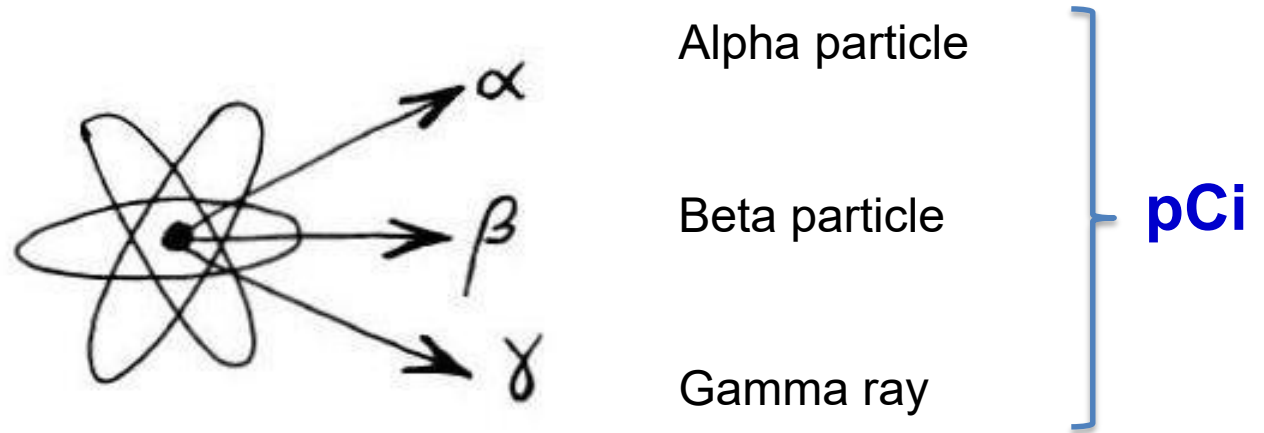 α
Alpha particle
β
Beta particle
pCi
γ
Gamma ray